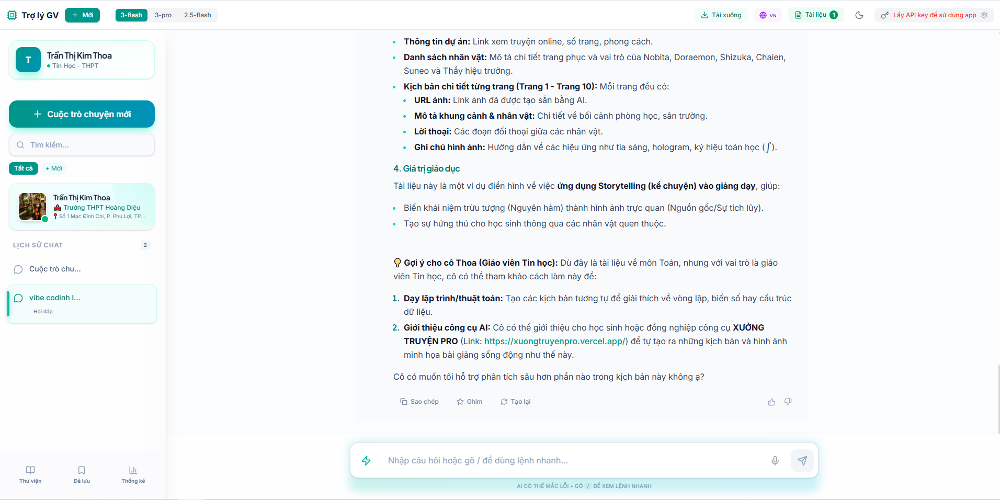 Trợ lý GV
+ Mới
3-flash
3-pro
2.5-flash
Tải xuống
VN
Tài liệu 1
Lấy API key để sử dụng app
T
Trần Thị Kim Thoa
Tin Học - THPT
+ Cuộc trò chuyện mới
Tìm kiếm...
Tất cả
+ Mới
Trần Thị Kim Thoa
Trường THPT Hoàng Diệu
Số 1 Mạc Đĩnh Chi, P. Phú Lợi, TP...
LỊCH SỬ CHAT 2
Cuộc trò chu...
vibe codinh l...
Hỏi đáp
Thư viện
Đã lưu
Thống kê
Thông tin dự án: Link xem truyện online, số trang, phong cách.
Danh sách nhân vật: Mô tả chi tiết trang phục và vai trò của Nobita, Doraemon, Shizuka, Chaien,
Suneo và Thầy hiệu trưởng.
Kịch bản chi tiết từng trang (Trang 1 - Trang 10): Mỗi trang đều có:
URL ảnh: Link ảnh đã được tạo sẵn bằng AI.
Mô tả khung cảnh & nhân vật: Chi tiết về bối cảnh phòng học, sân trường.
Lời thoại: Các đoạn đối thoại giữa các nhân vật.
Ghi chú hình ảnh: Hướng dẫn về các hiệu ứng như tia sáng, hologram, ký hiệu toán học (∫).
4. Giá trị giáo dục
Tài liệu này là một ví dụ điển hình về việc ứng dụng Storytelling (kể chuyện) vào giảng dạy, giúp:
Biến khái niệm trừu tượng (Nguyên hàm) thành hình ảnh trực quan (Nguồn gốc/Sự tích lũy).
Tạo sự hứng thú cho học sinh thông qua các nhân vật quen thuộc.
Gợi ý cho cô Thoa (Giáo viên Tin học): Dù đây là tài liệu về môn Toán, nhưng với vai trò là giáo
viên Tin học, cô có thể tham khảo cách làm này để:
1. Dạy lập trình/thuật toán: Tạo các kịch bản tương tự để giải thích về vòng lặp, biến số hay cấu trúc
dữ liệu.
2. Giới thiệu công cụ AI: Cô có thể giới thiệu cho học sinh hoặc đồng nghiệp công cụ XƯỞNG
TRUYỆN PRO (Link: https://xuongtruyenpro.vercel.app/) để tự tạo ra những kịch bản và hình ảnh
minh họa bài giảng sống động như thế này.
Cô có muốn tôi hỗ trợ phân tích sâu hơn phần nào trong kịch bản này không ạ?
Sao chép
Ghim
Tạo lại
Nhập câu hỏi hoặc gõ / để dùng lệnh nhanh...
AI CÓ THỂ MẮC LỖI • GÕ / ĐỂ XEM LỆNH NHANH